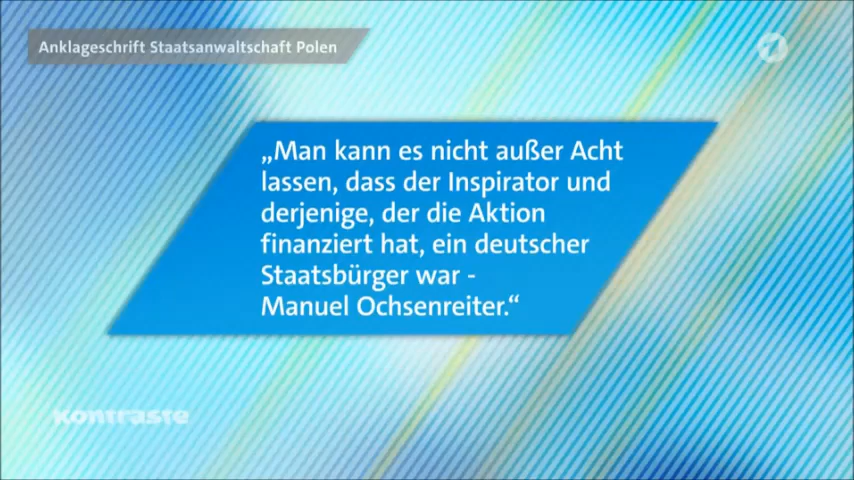 Anklageschrift Staatsanwaltschaft Polen
1
„Man kann es nicht außer Acht
lassen, dass der Inspirator und
derjenige, der die Aktion
finanziert hat, ein deutscher
Staatsbürger war -
Manuel Ochsenreiter.“
KONTRASTE